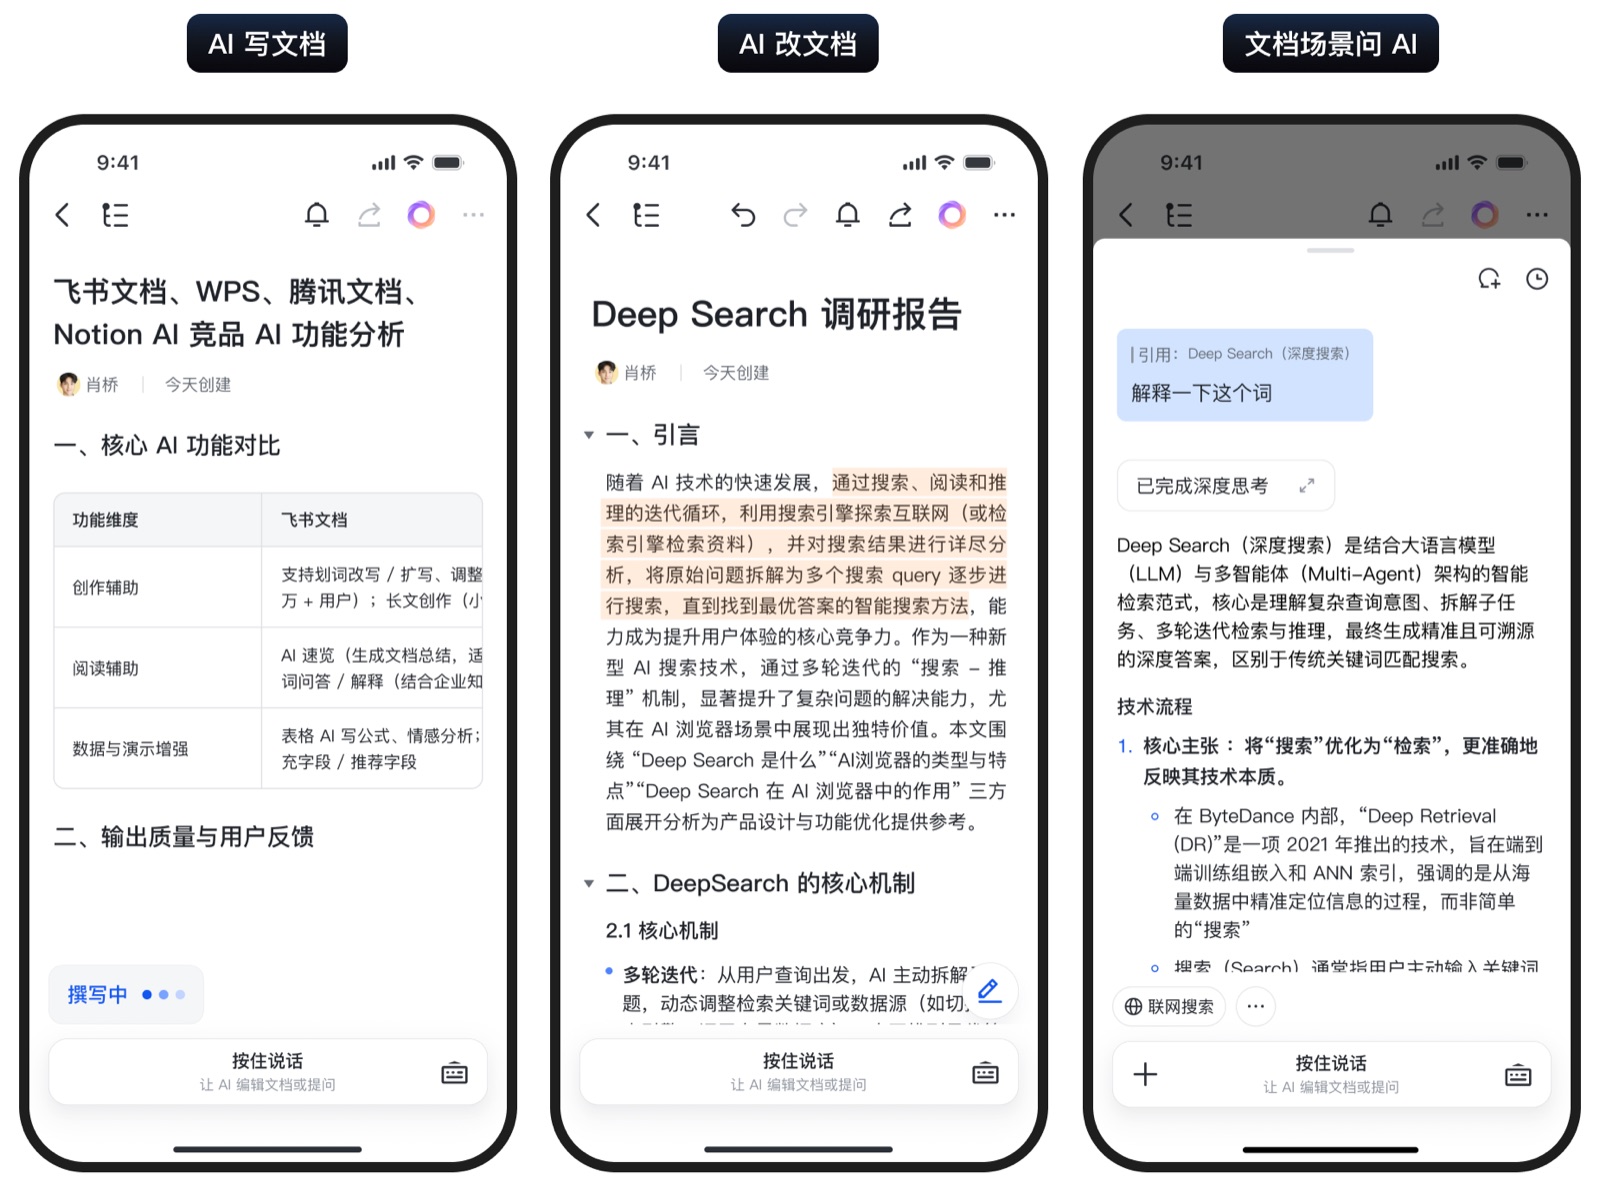 AI 写文档
9:41
飞书文档、WPS、腾讯文档、
Notion AI 竞品 AI 功能分析
肖桥
今天创建
一、核心 AI 功能对比
功能维度
飞书文档
创作辅助
支持划词改写 / 扩写、调整
万 + 用户）；长文创作（小
阅读辅助
AI 速览（生成文档总结，适
词问答 / 解释（结合企业知
数据与演示增强
表格 AI 写公式、情感分析；
充字段 / 推荐字段
二、输出质量与用户反馈
撰写中
按住说话
让 AI 编辑文档或提问
AI 改文档
9:41
Deep Search 调研报告
肖桥
今天创建
一、引言
随着 AI 技术的快速发展，通过搜索、阅读和推
理的迭代循环，利用搜索引擎探索互联网（或检
索引擎检索资料），并对搜索结果进行详尽分
析，将原始问题拆解为多个搜索 query 逐步进
行搜索，直到找到最优答案的智能搜索方法，能
力成为提升用户体验的核心竞争力。作为一种新
型 AI 搜索技术，通过多轮迭代的 “搜索 – 推
理” 机制，显著提升了复杂问题的解决能力，尤
其在 AI 浏览器场景中展现出独特价值。本文围
绕 “Deep Search 是什么”“AI浏览器的类型与特
点”“Deep Search 在 AI 浏览器中的作用” 三方
面展开分析为产品设计与功能优化提供参考。
二、DeepSearch 的核心机制
2.1 核心机制
多轮迭代：从用户查询出发，AI 主动拆解
题，动态调整检索关键词或数据源（如切
按住说话
让 AI 编辑文档或提问
文档场景问 AI
9:41
| 引用：Deep Search（深度搜索）
解释一下这个词
已完成深度思考
Deep Search（深度搜索）是结合大语言模型
（LLM）与多智能体（Multi-Agent）架构的智能
检索范式，核心是理解复杂查询意图、拆解子任
务、多轮迭代检索与推理，最终生成精准且可溯源
的深度答案，区别于传统关键词匹配搜索。
技术流程
1. 核心主张 ：将“搜索”优化为“检索”，更准确地
反映其技术本质。
在 ByteDance 内部，“Deep Retrieval
(DR)”是一项 2021 年推出的技术，旨在端到
端训练组嵌入和 ANN 索引，强调的是从海
量数据中精准定位信息的过程，而非简单
的“搜索”
搜索（Search）通常指用户主动输入关键词
联网搜索
按住说话
让 AI 编辑文档或提问